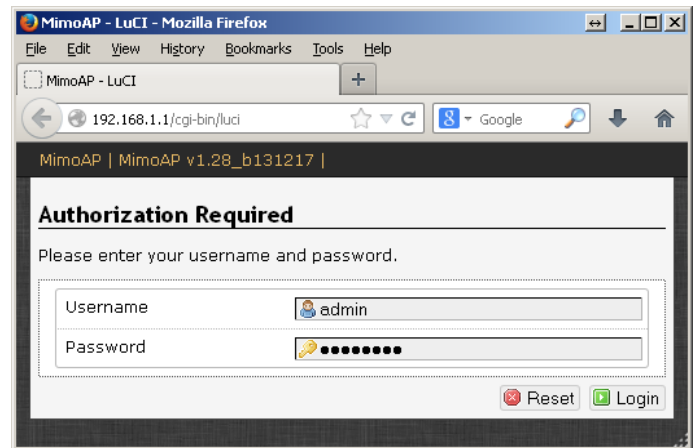 MimoAP - LuCI - Mozilla Firefox
File Edit View History Bookmarks Tools Help
MimoAP - LuCI
192.168.1.1/cgi-bin/luci Google
MimoAP | MimoAP v1.28_b131217 |
Authorization Required
Please enter your username and password.
Username admin
Password ••••••••
Reset Login